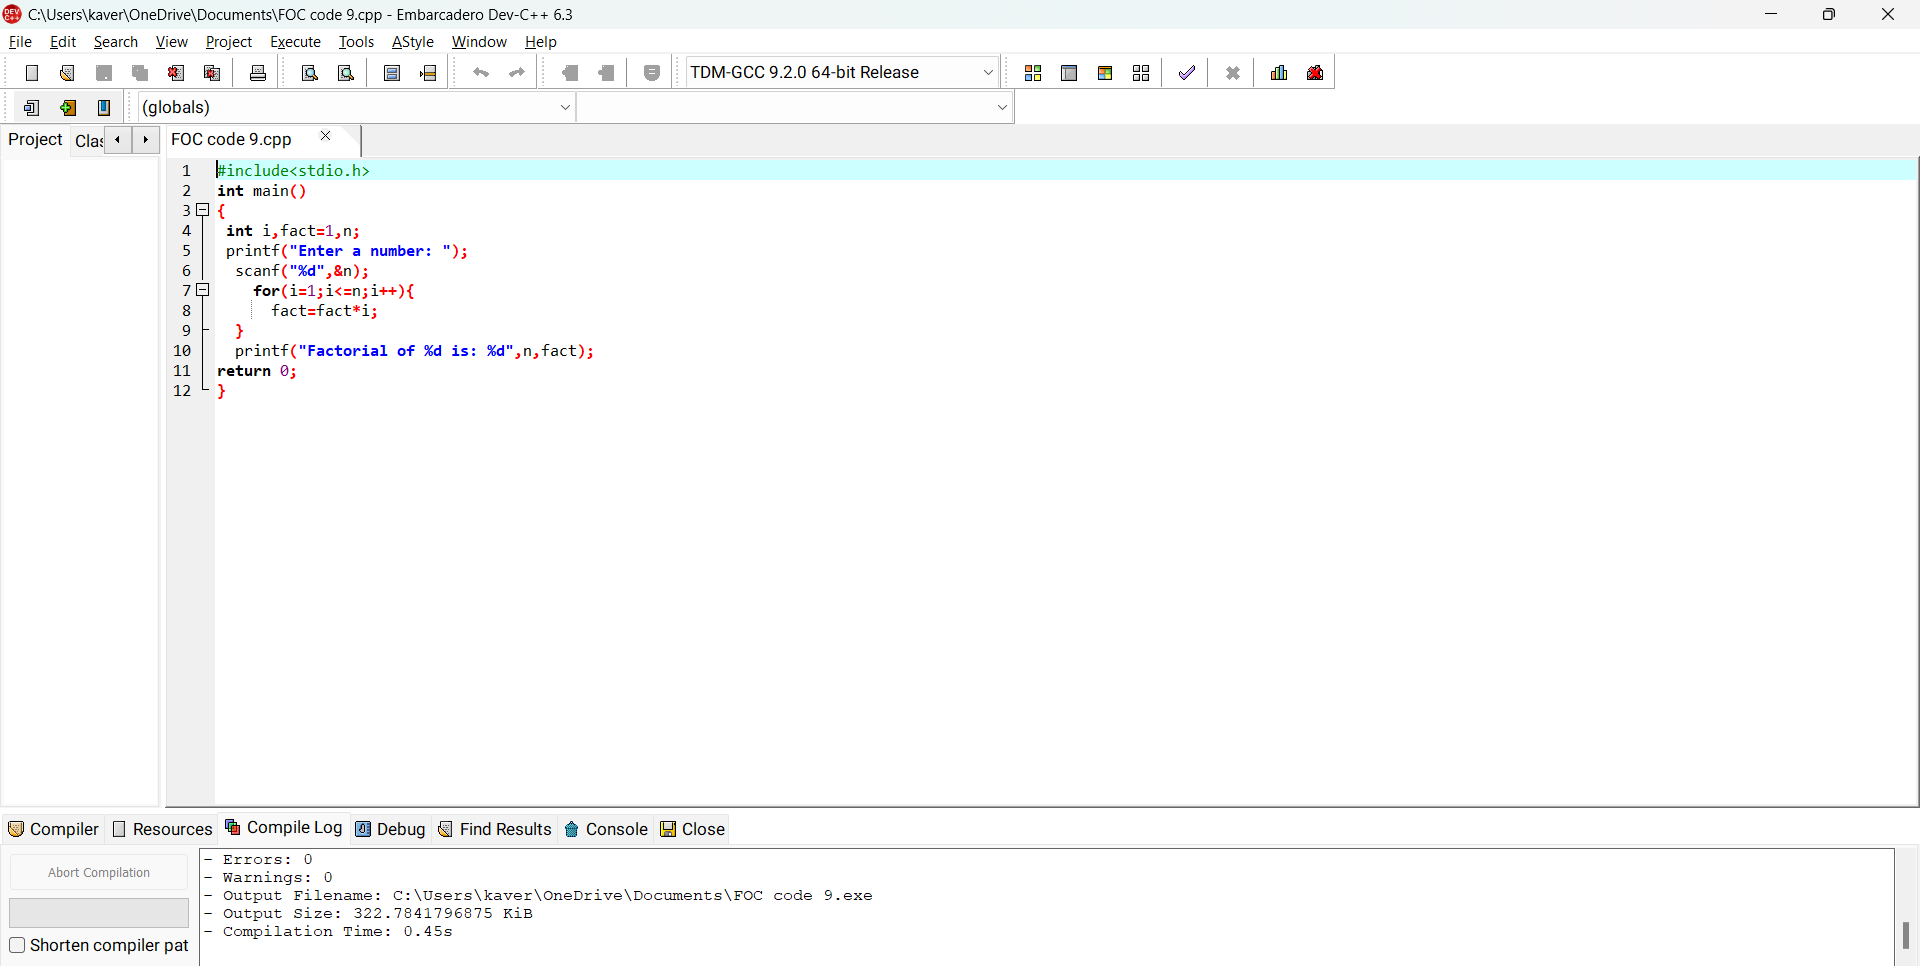 C:\Users\kaver\OneDrive\Documents\FOC code 9.cpp - Embarcadero Dev-C++ 6.3
File Edit Search View Project Execute Tools AStyle Window Help
TDM-GCC 9.2.0 64-bit Release
(globals)
Project Clas FOC code 9.cpp
1 #include<stdio.h>
2 int main()
3 {
4 int i,fact=1,n;
5 printf("Enter a number: ");
6 scanf("%d",&n);
7 for(i=1;i<=n;i++){
8 fact=fact*i;
9 }
10 printf("Factorial of %d is: %d",n,fact);
11 return 0;
12 }
Compiler Resources Compile Log Debug Find Results Console Close
Abort Compilation
Shorten compiler pat
- Errors: 0
- Warnings: 0
- Output Filename: C:\Users\kaver\OneDrive\Documents\FOC code 9.exe
- Output Size: 322.7841796875 KiB
- Compilation Time: 0.45s